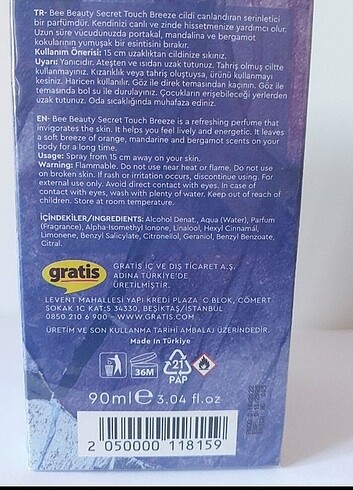 TR- Bee Beauty Secret Touch Breeze cildi canlandıran serinletici
bir parfümdür. Kendinizi canlı ve zinde hissetmenize yardımcı olur.
Uzun süre vücudunuzda portakal, mandalina ve bergamot
kokularının yumuşak bir esintisini bırakır.
Kullanım Önerisi: 15 cm uzaklıktan cildinize sıkınız.
Uyarı: Yanıcıdır. Ateşten ve ısıdan uzak tutunuz. Tahriş olmuş ciltte
kullanmayınız. Kızarıklık veya tahriş oluştuysa, ürünü kullanmayı
kesiniz. Haricen kullanılır. Göz ile direk temasından kaçının. Göz ile
temasında bol su ile durulayınız. Çocukların erişebileceği yerlerden
uzak tutunuz. Oda sıcaklığında muhafaza ediniz.
EN- Bee Beauty Secret Touch Breeze is a refreshing perfume that
invigorates the skin. It helps you feel lively and energetic. It leaves
a soft breeze of orange, mandarine and bergamot scents on your
body for a long time.
Usage: Spray from 15 cm away on your skin.
Warning: Flammable. Do not use near heat or flame. Do not use
on broken skin. If rash or irritation occurs, discontinue using. For
external use only. Avoid direct contact with eyes. In case of
contact with eyes, wash with plenty of water. Keep out of reach of
children. Store at room temperature.
İÇİNDEKİLER/INGREDIENTS: Alcohol Denat., Aqua (Water), Parfum
(Fragrance), Alpha-Isomethyl Ionone, Linalool, Hexyl Cinnamal,
Limonene, Benzyl Salicylate, Citronellol, Geraniol, Benzyl Benzoate,
Citral.
gratis
GRATİS İÇ VE DIŞ TİCARET A.Ş.
ADINA TÜRKİYE'DE
ÜRETİLMİŞTİR.
LEVENT MAHALLESİ YAPI KREDİ PLAZA C BLOK, CÖMERT
SOKAK 1C KAT:5 34330, BEŞİKTAŞ/İSTANBUL
0850 210 6 900 - WWW.GRATIS.COM
ÜRETİM VE SON KULLANMA TARİHİ AMBALAJ ÜZERİNDEDİR.
Made In Türkiye
36M
21
PAP
90ml e 3.04 fl.oz
2 050000 118159